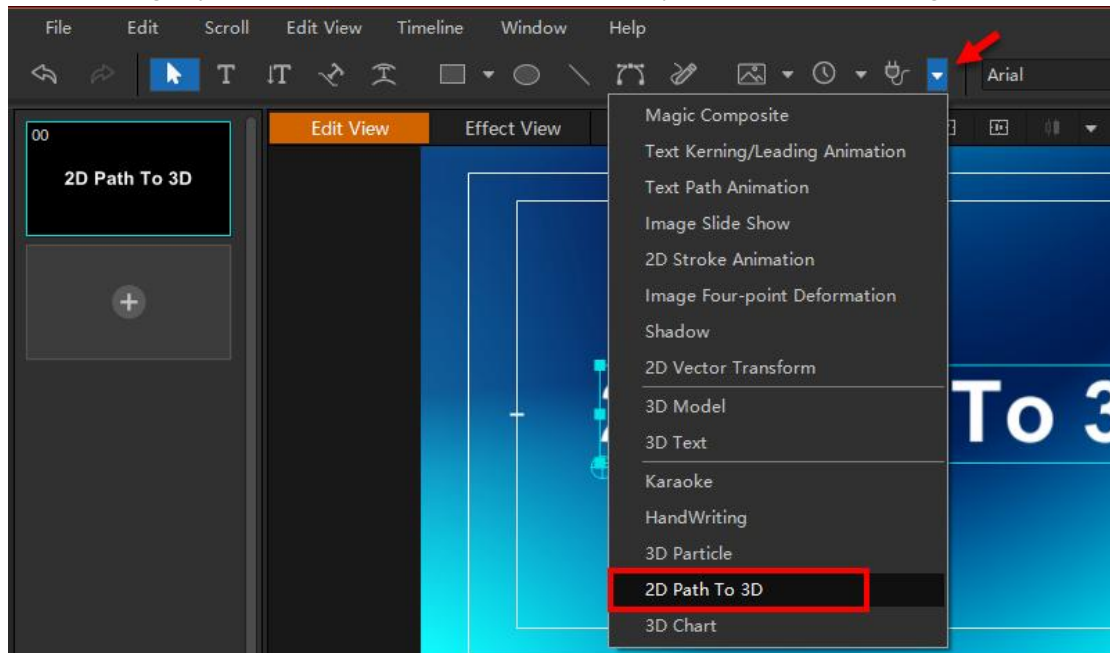 File Edit Scroll Edit View Timeline Window Help
T IT T Arial
00
2D Path To 3D
Edit View Effect View
Magic Composite
Text Kerning/Leading Animation
Text Path Animation
Image Slide Show
2D Stroke Animation
Image Four-point Deformation
Shadow
2D Vector Transform
3D Model
To 3
3D Text
Karaoke
HandWriting
3D Particle
2D Path To 3D
3D Chart